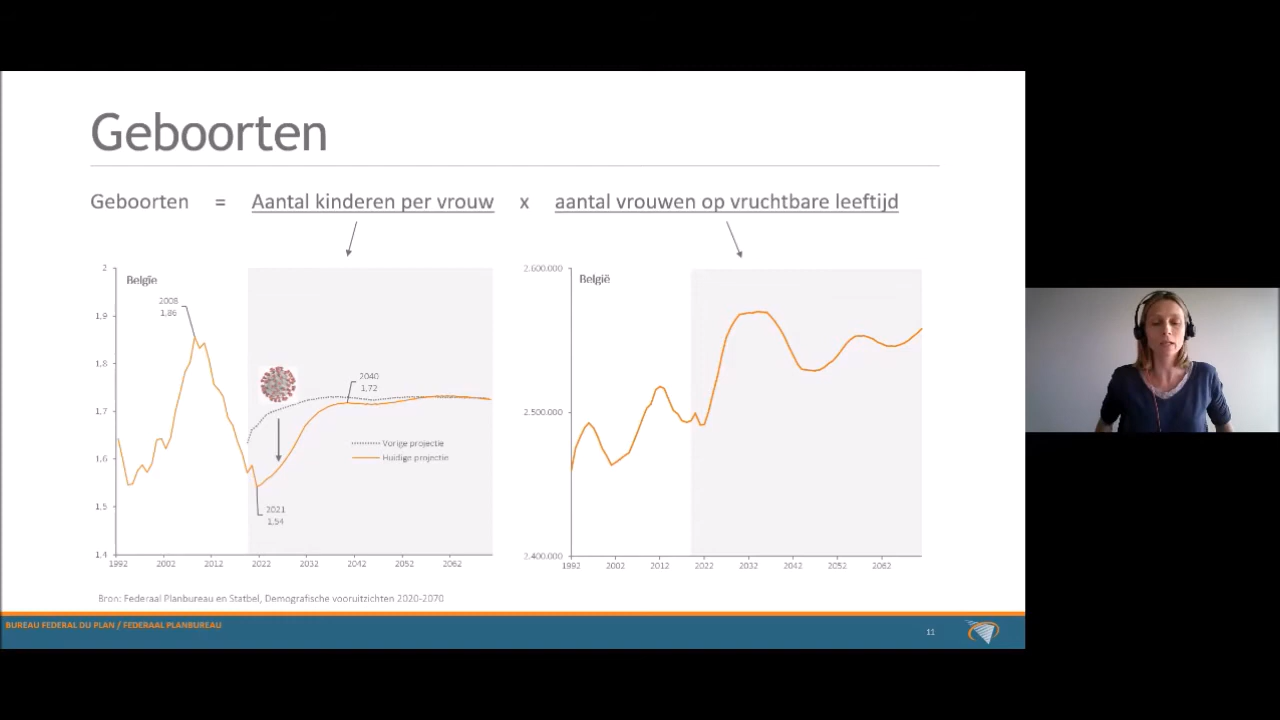 Geboorten
Geboorten = Aantal kinderen per vrouw x aantal vrouwen op vruchtbare leeftijd
België
2
1,9
1,8
1,7
1,6
1,5
1,4
2008
1,86
2040
1,72
Vorige projectie
Huidige projectie
2021
1,54
1992 2002 2012 2022 2032 2042 2052 2062
België
2.600.000
2.500.000
2.400.000
1992 2002 2012 2022 2032 2042 2052 2062
Bron: Federaal Planbureau en Statbel, Demografische vooruitzichten 2020-2070
BUREAU FEDERAL DU PLAN / FEDERAAL PLANBUREAU
11